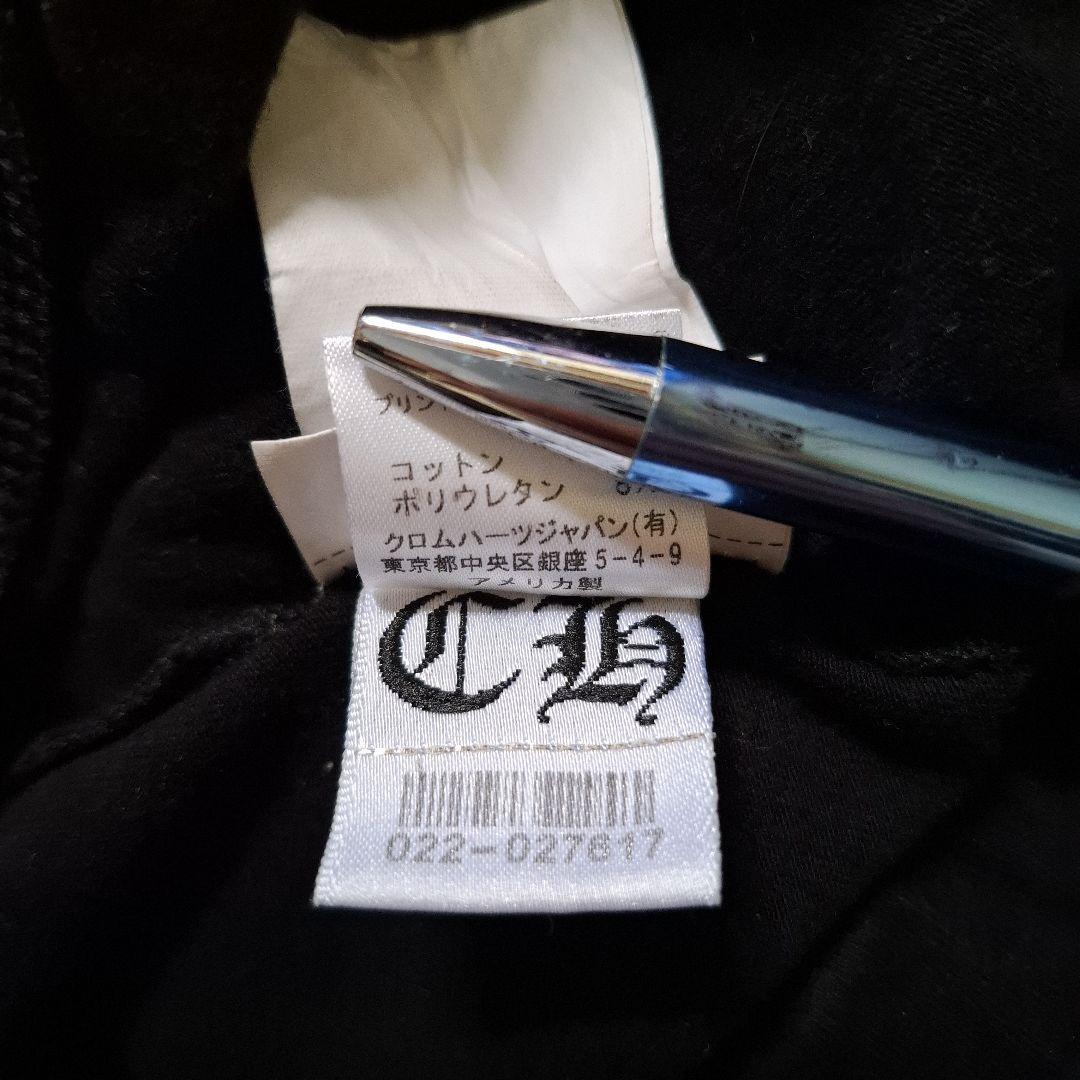 コットン
ポリウレタン
クロムハーツジャパン(有)
東京都中央区銀座5-4-9
アメリカ製
CH
022-027617